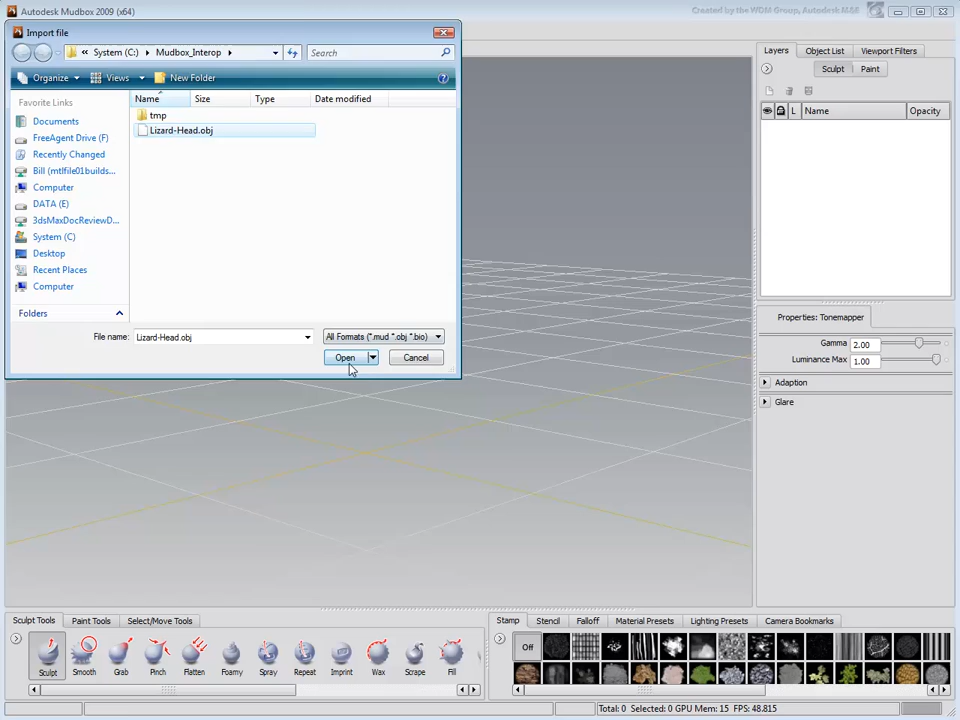 Autodesk Mudbox 2009 (x64)
Created by the WDM Group, Autodesk M&E
Import file
« System (C:) Mudbox_Interop
Search
Organize Views New Folder
Favorite Links
Documents
FreeAgent Drive (F)
Recently Changed
Bill (mtlfile01builds...
Computer
DATA (E)
3dsMaxDocReviewD...
System (C)
Desktop
Recent Places
Computer
Folders
Name Size Type Date modified
tmp
Lizard-Head.obj
File name: Lizard-Head.obj
All Formats (*.mud *.obj *.bio)
Open Cancel
Layers Object List Viewport Filters
Sculpt Paint
L Name Opacity
Properties: Tonemapper
Gamma 2.00
Luminance Max 1.00
Adaption
Glare
Sculpt Tools Paint Tools Select/Move Tools
Sculpt Smooth Grab Pinch Flatten Foamy Spray Repeat Imprint Wax Scrape Fill
Stamp Stencil Falloff Material Presets Lighting Presets Camera Bookmarks
Off
Total: 0 Selected: 0 GPU Mem: 15 FPS: 48.815